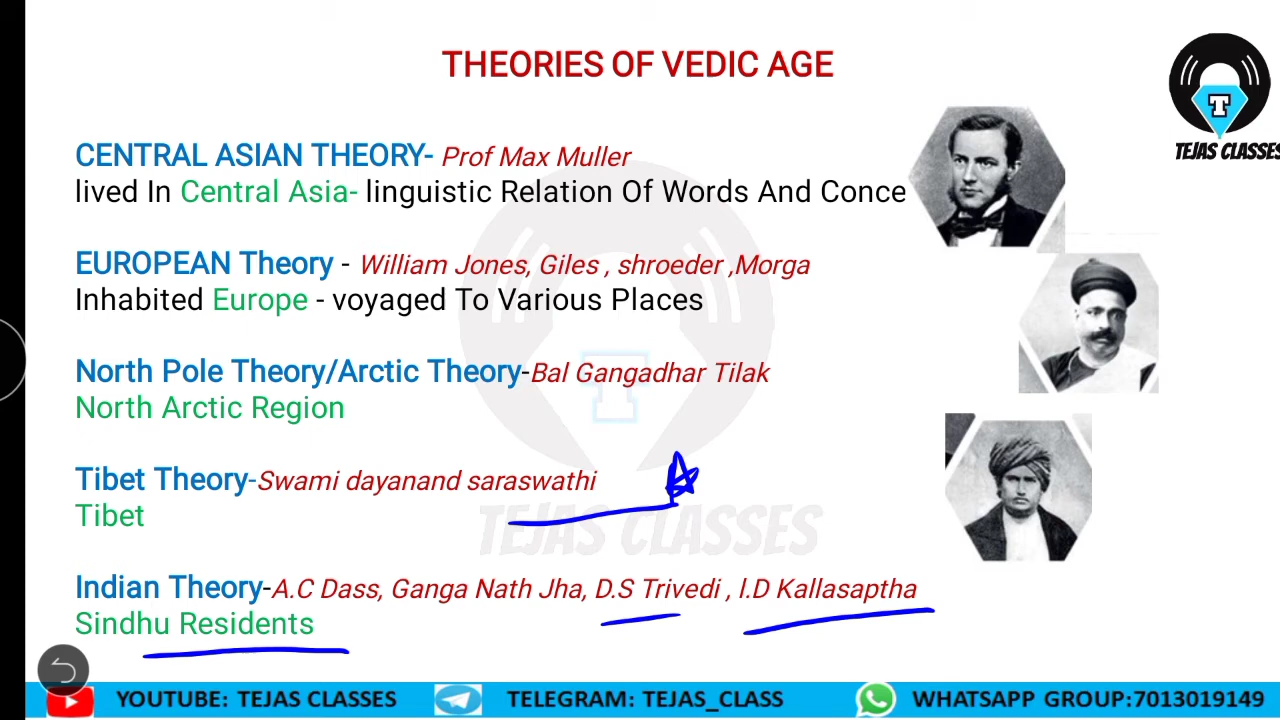 THEORIES OF VEDIC AGE
T
TEJAS CLASSES
CENTRAL ASIAN THEORY- Prof Max Muller
lived In Central Asia- linguistic Relation Of Words And Conce
EUROPEAN Theory - William Jones, Giles , shroeder ,Morga
Inhabited Europe - voyaged To Various Places
North Pole Theory/Arctic Theory-Bal Gangadhar Tilak
North Arctic Region
T
Tibet Theory-Swami dayanand saraswathi
Tibet
TEJAS CLASSES
Indian Theory-A.C Dass, Ganga Nath Jha, D.S Trivedi , l.D Kallasaptha
Sindhu Residents
YOUTUBE: TEJAS CLASSES TELEGRAM: TEJAS_CLASS WHATSAPP GROUP:7013019149